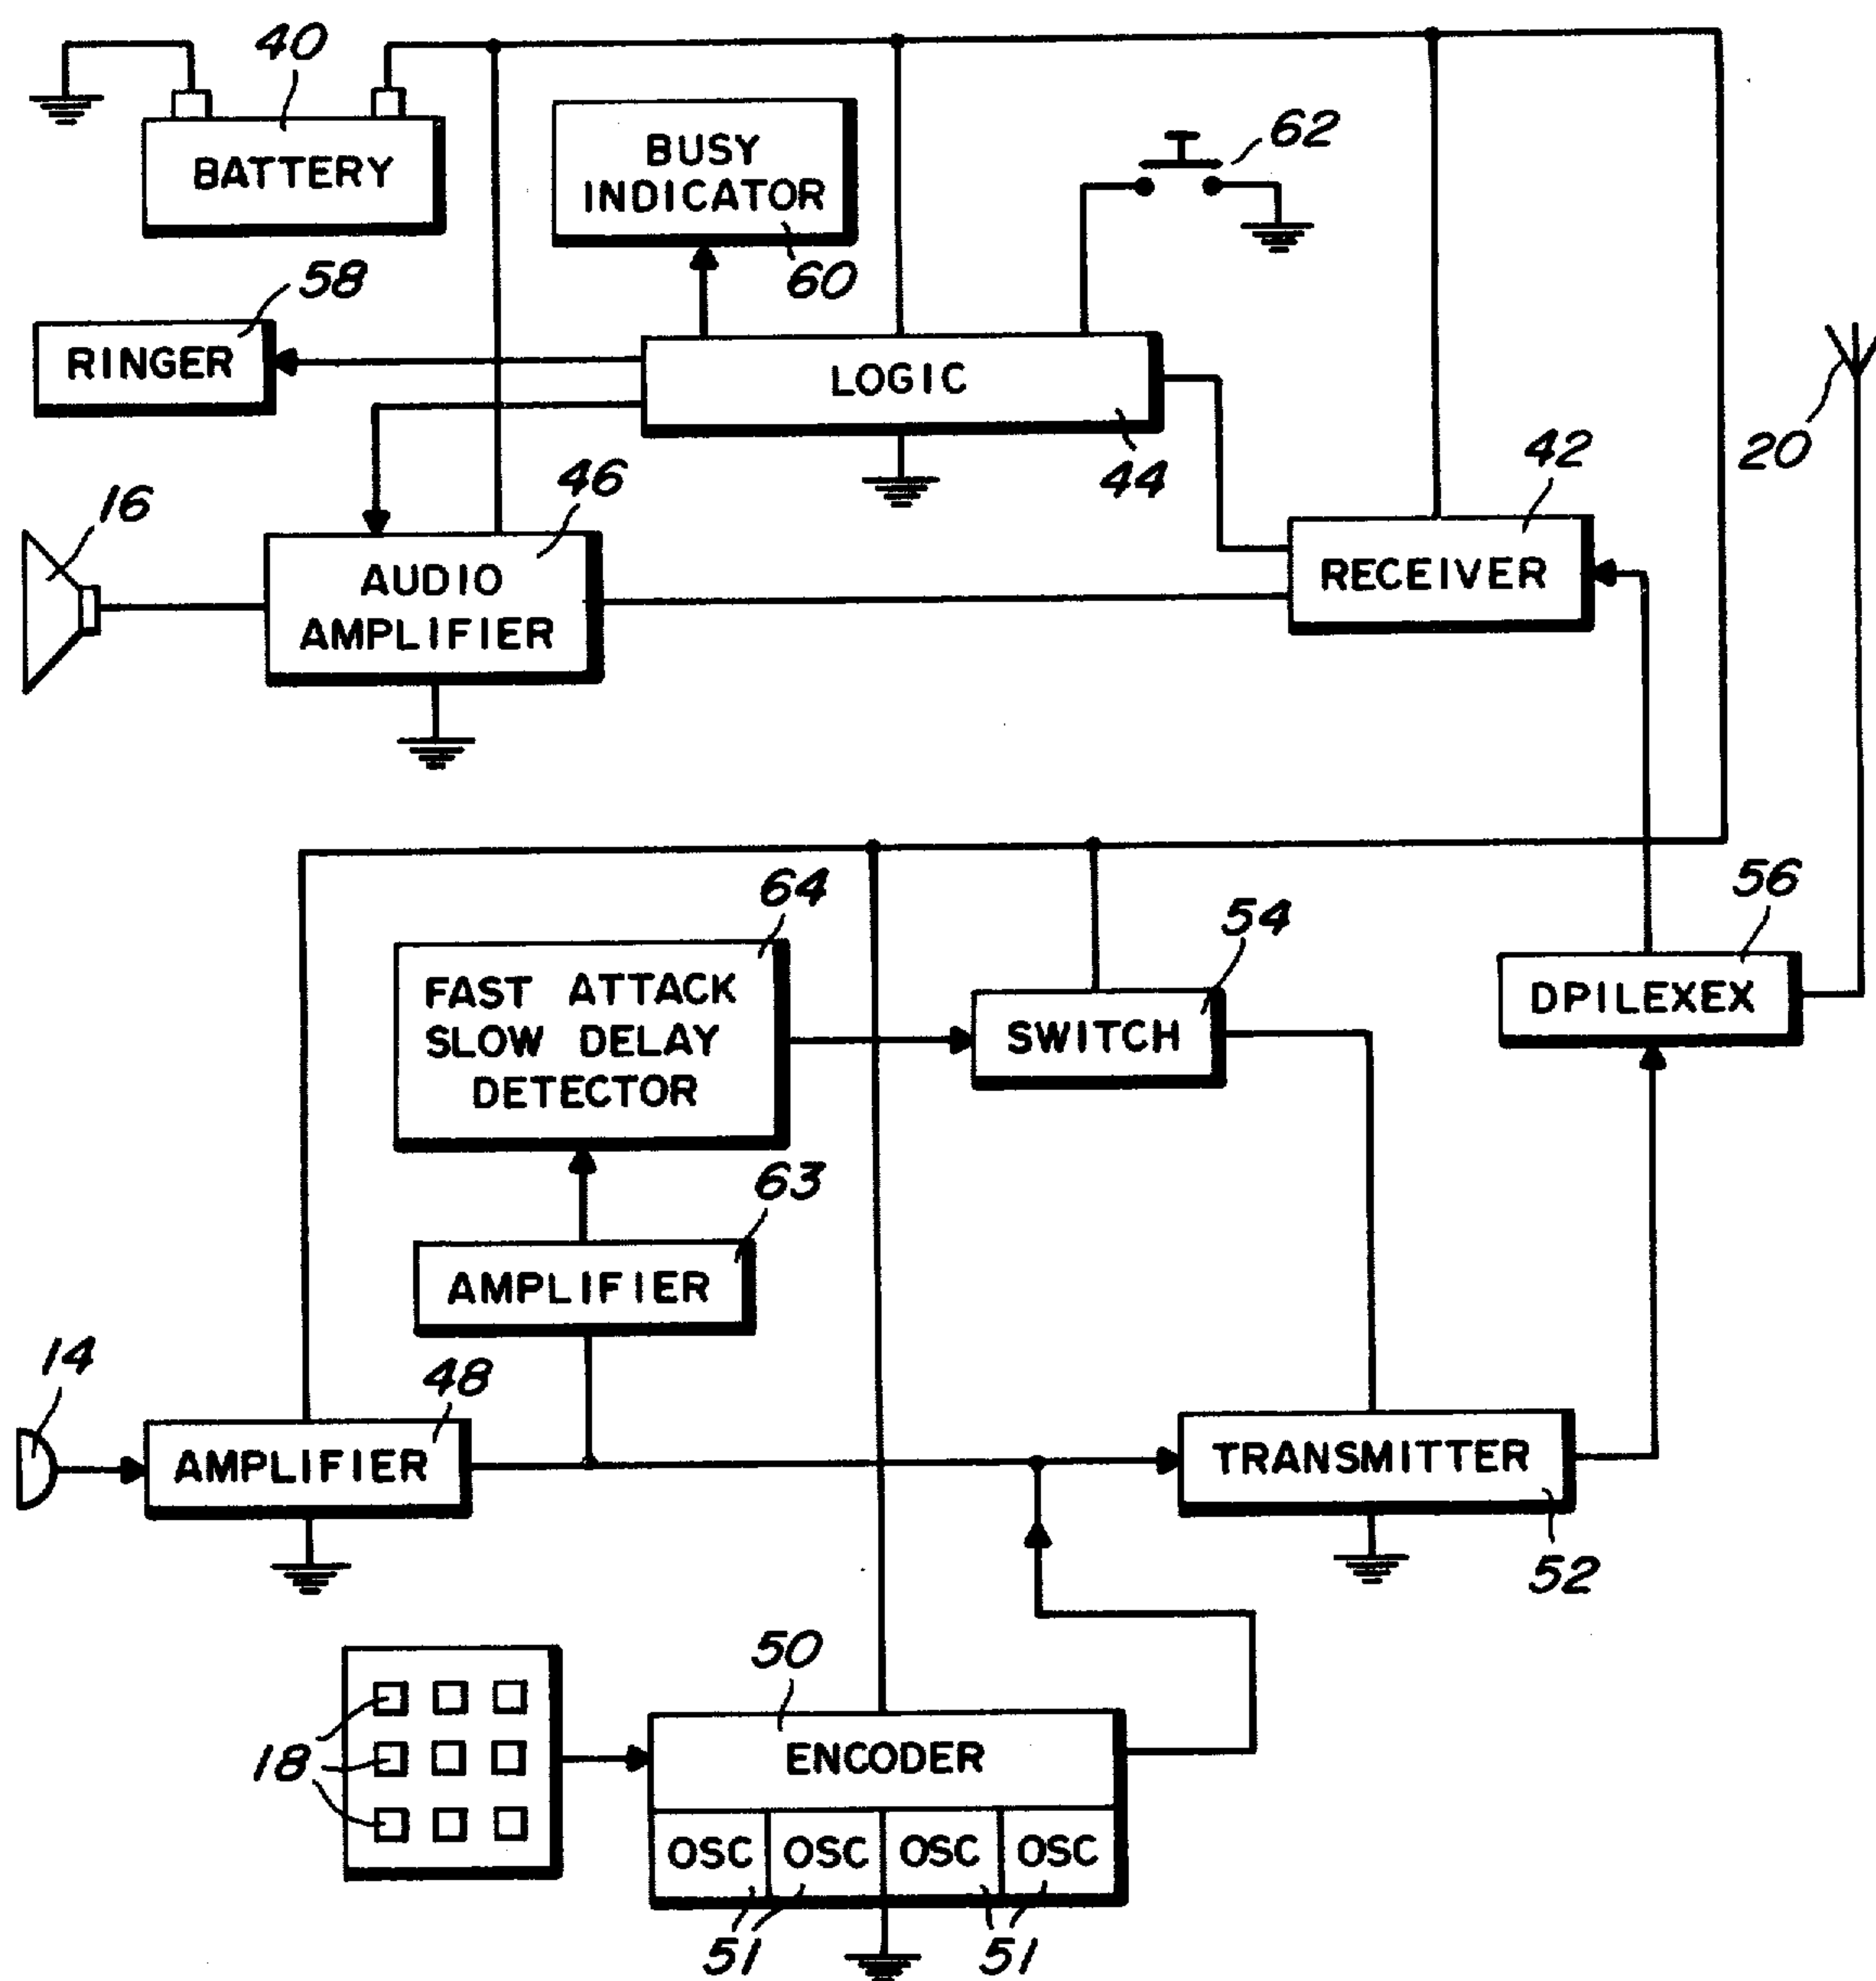 40
BATTERY
BUSY
INDICATOR
60
62
58
RINGER
LOGIC
44
20
42
RECEIVER
16
46
AUDIO
AMPLIFIER
64
FAST ATTACK
SLOW DELAY
DETECTOR
54
SWITCH
56
DPILEXEX
63
AMPLIFIER
14
48
AMPLIFIER
TRANSMITTER
52
50
18
ENCODER
OSC OSC OSC OSC
51 51